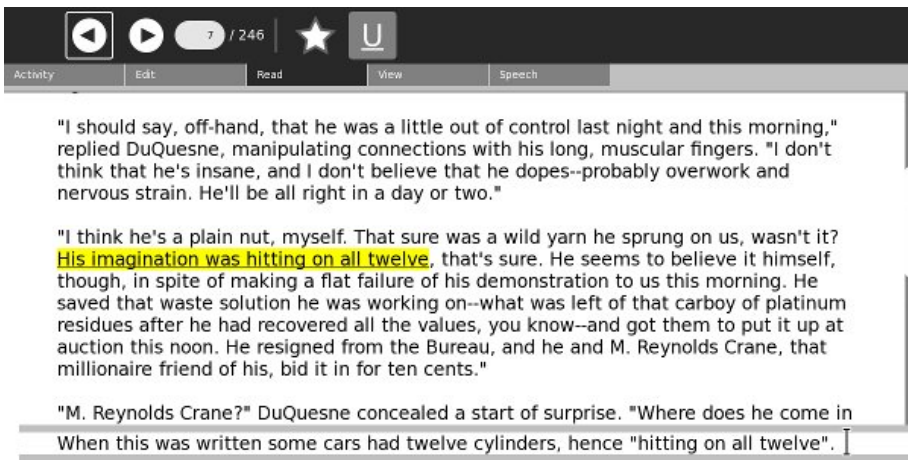 7 / 246 U
Activity Edit Read View Speech
"I should say, off-hand, that he was a little out of control last night and this morning,"
replied DuQuesne, manipulating connections with his long, muscular fingers. "I don't
think that he's insane, and I don't believe that he dopes--probably overwork and
nervous strain. He'll be all right in a day or two."
"I think he's a plain nut, myself. That sure was a wild yarn he sprung on us, wasn't it?
His imagination was hitting on all twelve, that's sure. He seems to believe it himself,
though, in spite of making a flat failure of his demonstration to us this morning. He
saved that waste solution he was working on--what was left of that carboy of platinum
residues after he had recovered all the values, you know--and got them to put it up at
auction this noon. He resigned from the Bureau, and he and M. Reynolds Crane, that
millionaire friend of his, bid it in for ten cents."
"M. Reynolds Crane?" DuQuesne concealed a start of surprise. "Where does he come in
When this was written some cars had twelve cylinders, hence "hitting on all twelve".